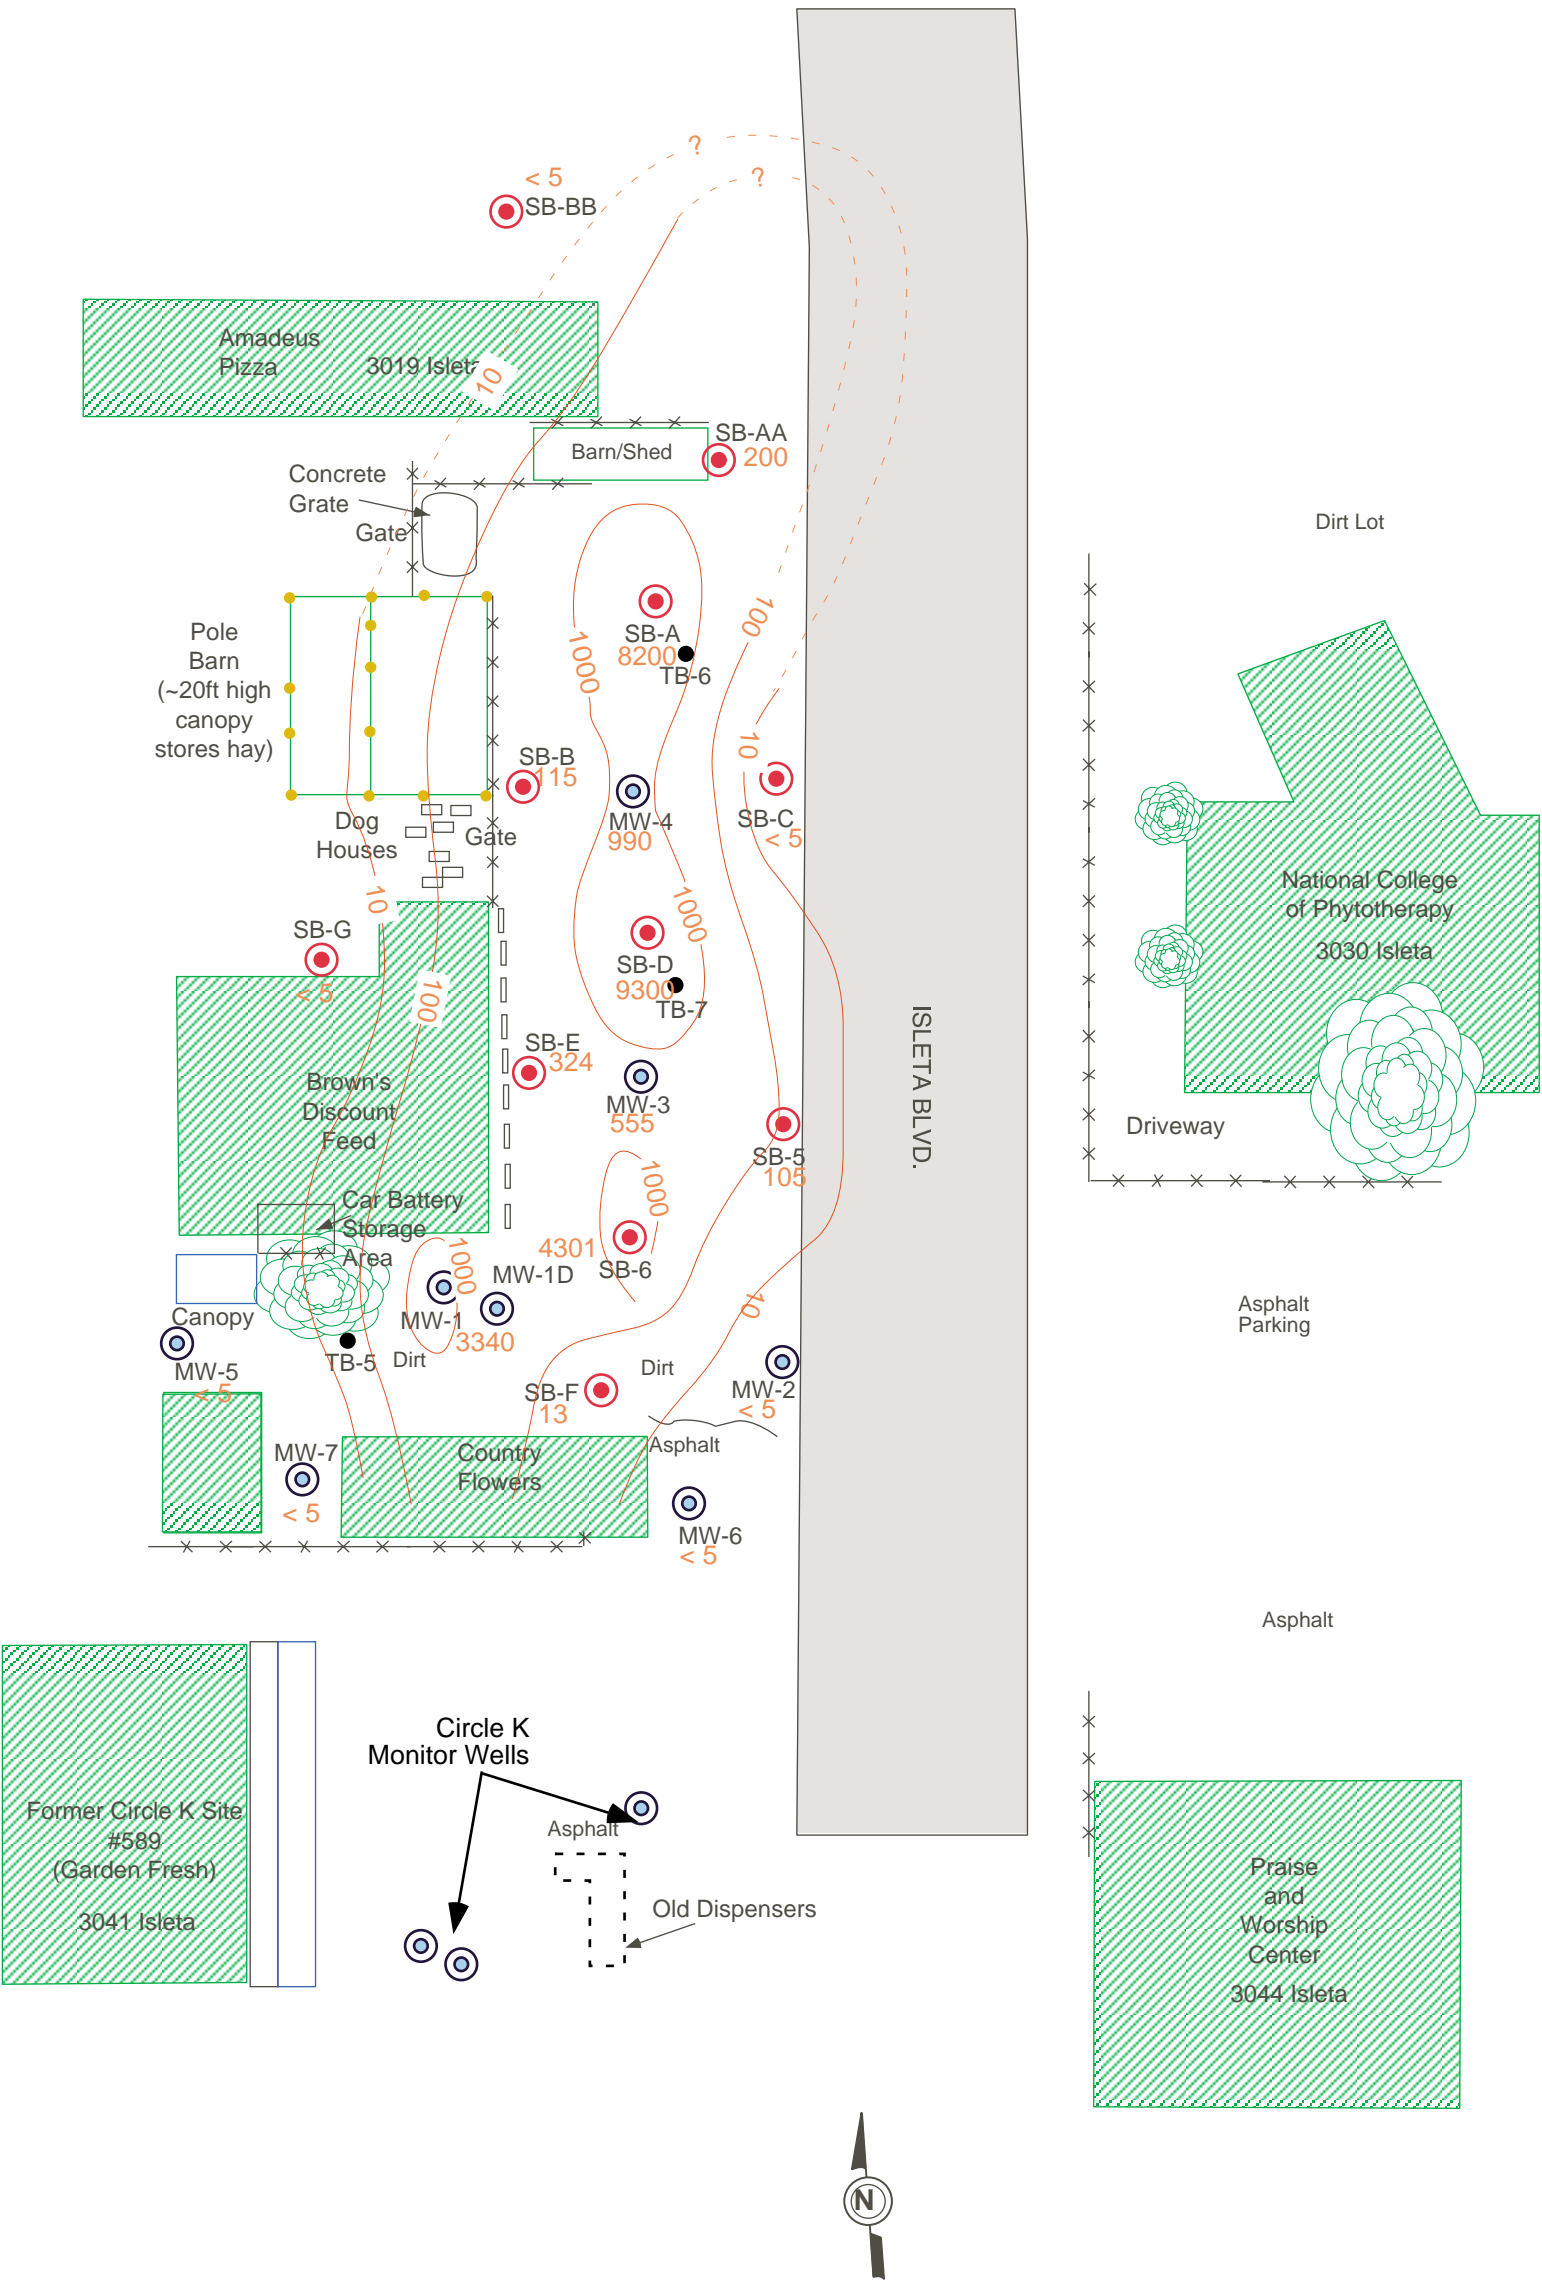 ?
?
< 5
SB-BB
Amadeus
Pizza
3019 Isleta
10
Barn/Shed
SB-AA
200
Concrete
Grate
Gate
Dirt Lot
Pole
Barn
(~20ft high
canopy
stores hay)
1000
SB-A
8200
TB-6
100
10
SB-B
115
MW-4
990
SB-C
< 5
Dog
Houses
Gate
10
1000
National College
of Phytotherapy
3030 Isleta
SB-G
< 5
100
SB-D
9300
TB-7
ISLETA BLVD.
SB-E
324
MW-3
555
Brown's
Discount
Feed
SB-5
105
Driveway
1000
Car Battery
Storage
Area
4301
SB-6
1000
MW-1D
MW-1
3340
10
Asphalt
Parking
Canopy
MW-5
< 5
TB-5
Dirt
Dirt
SB-F
13
MW-2
< 5
MW-7
< 5
Country
Flowers
Asphalt
MW-6
< 5
Asphalt
Circle K
Monitor Wells
Former Circle K Site
#589
(Garden Fresh)
3041 Isleta
Asphalt
Old Dispensers
Praise
and
Worship
Center
3044 Isleta
N